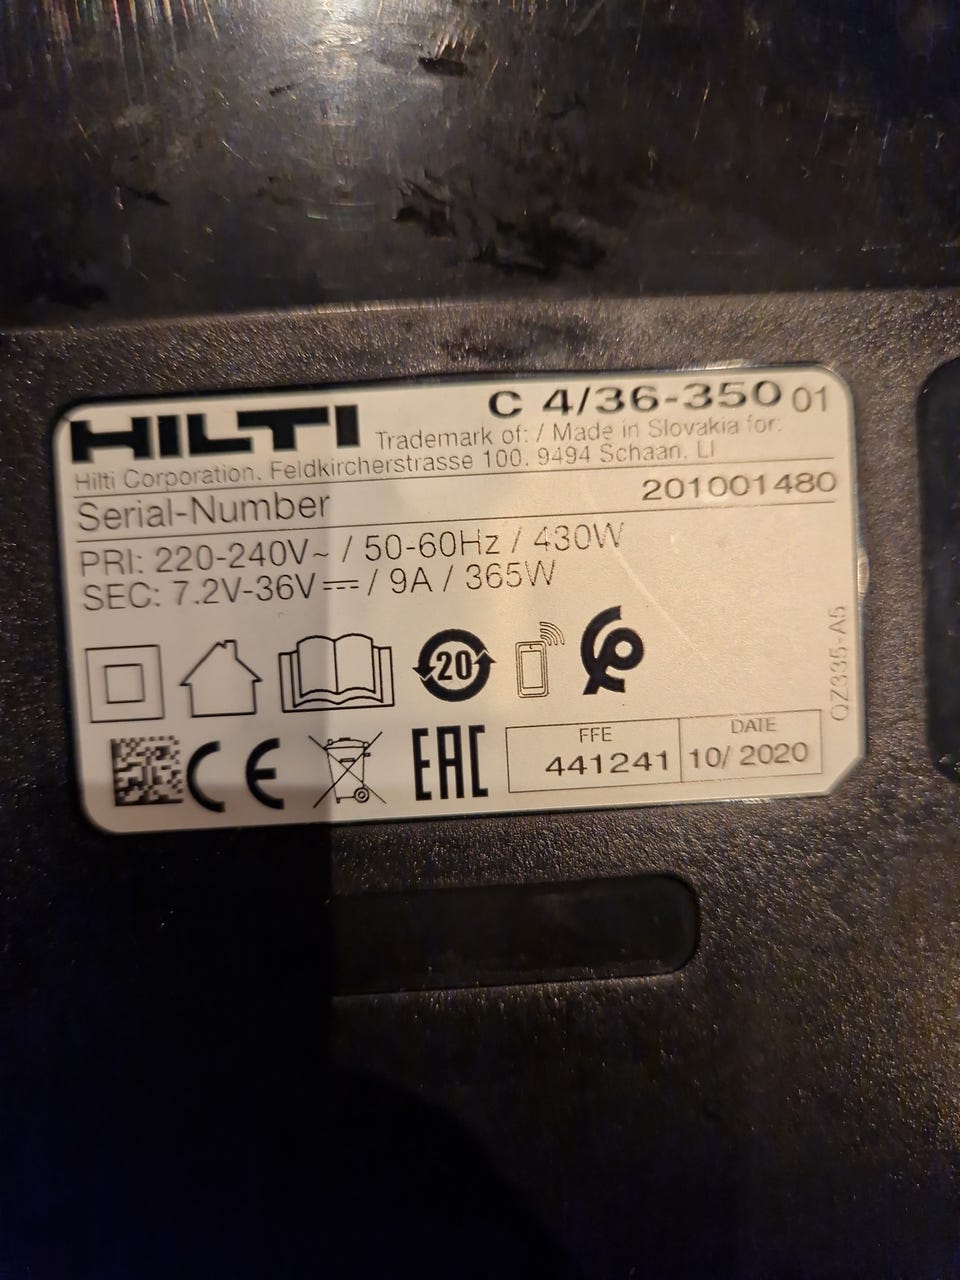 HILTI C 4/36-350 01
Trademark of: / Made in Slovakia for:
Hilti Corporation, Feldkircherstrasse 100, 9494 Schaan, LI
Serial-Number 201001480
PRI: 220-240V~ / 50-60Hz / 430W
SEC: 7.2V-36V⎓ / 9A / 365W
20
QZ335-A5
CE EAC
FFE DATE
441241 10/ 2020